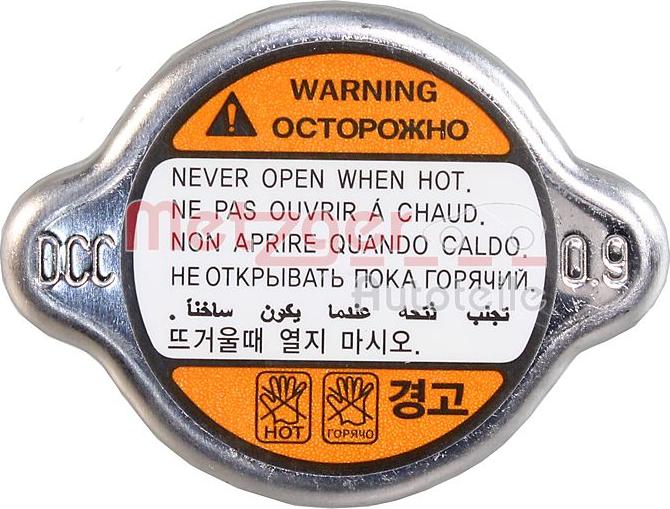 WARNING
ОСТОРОЖНО
NEVER OPEN WHEN HOT.
NE PAS OUVRIR Á CHAUD.
NON APRIRE QUANDO CALDO.
НЕ ОТКРЫВАТЬ ПОКА ГОРЯЧИЙ.
تجنب نتحه عندما يكون ساخناً.
뜨거울때 열지 마시오.
DCC
0.9
HOT
ГОРЯЧО
경고
Metzger
Autoteile